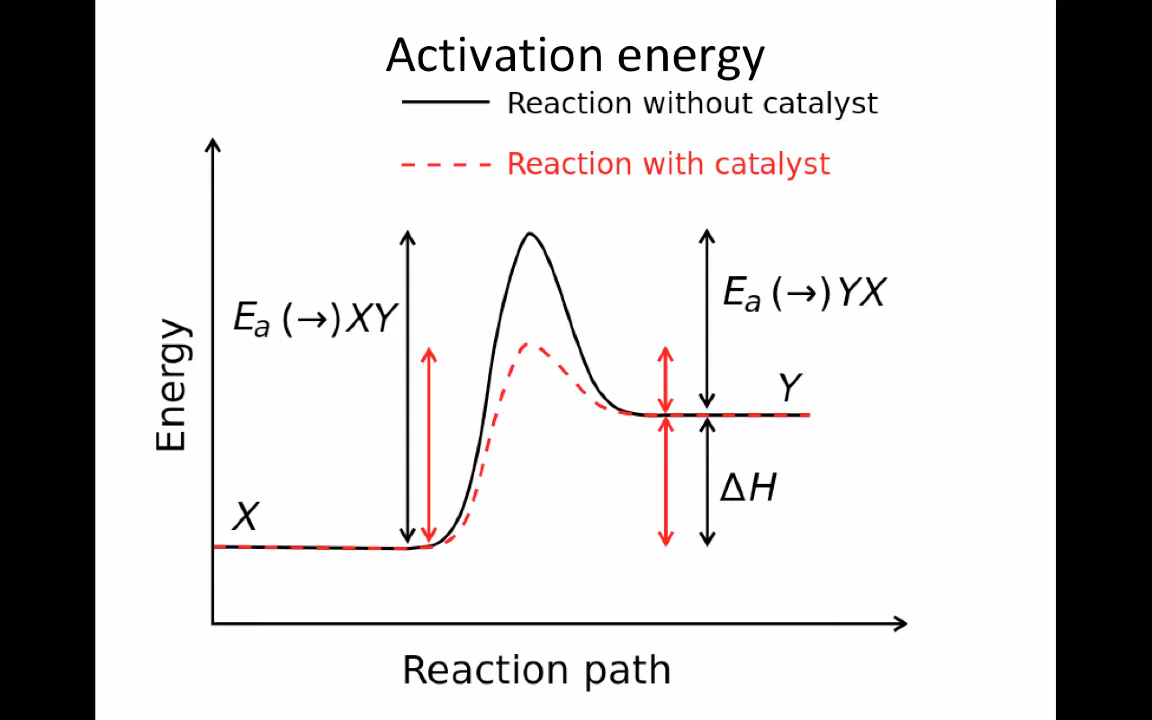 Activation energy
Reaction without catalyst
Reaction with catalyst
Eₐ (→) XY
Eₐ (→) YX
Energy
Y
X
ΔH
Reaction path